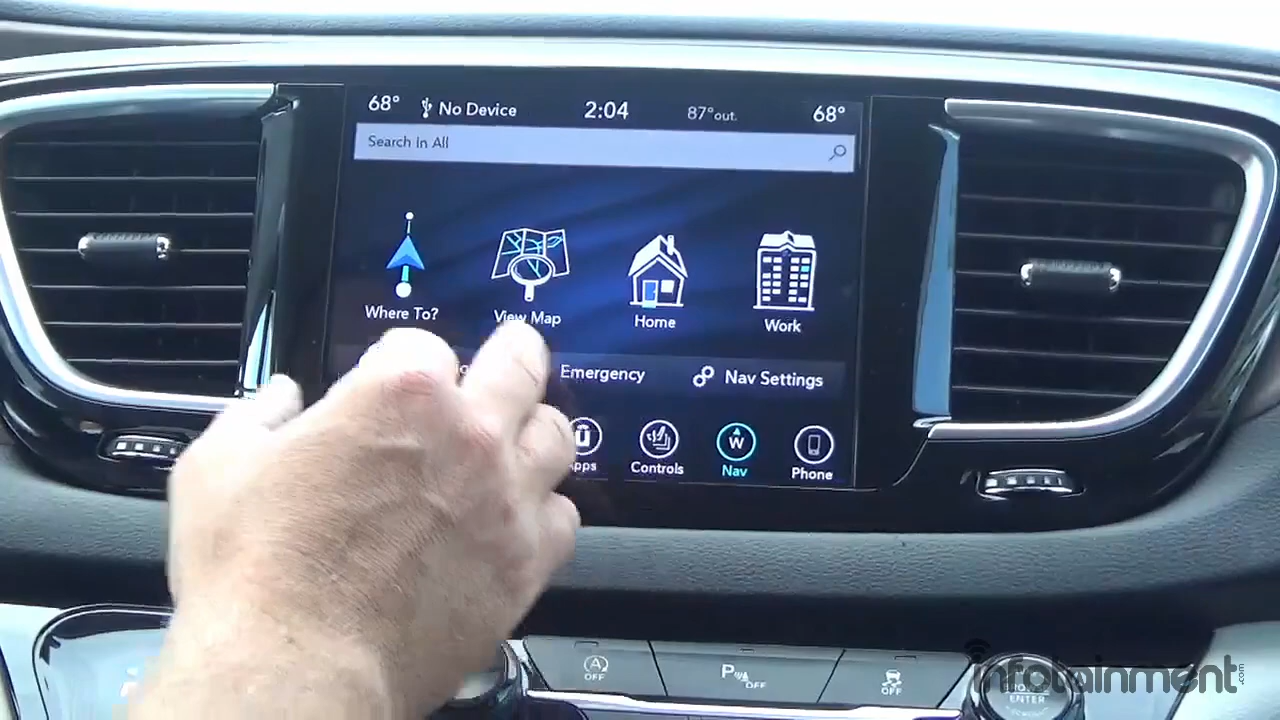 68° No Device 2:04 87°out. 68°
Search In All
Where To? View Map Home Work
Emergency Nav Settings
Apps Controls W Nav Phone
OFF P OFF OFF
ENTER
infotainment.com